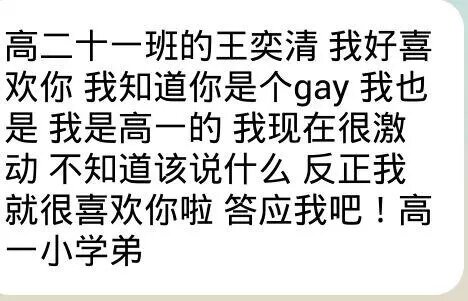 高二十一班的王奕清 我好喜
欢你 我知道你是个gay 我也
是 我是高一的 我现在很激
动 不知道该说什么 反正我
就很喜欢你啦 答应我吧！高
一小学弟